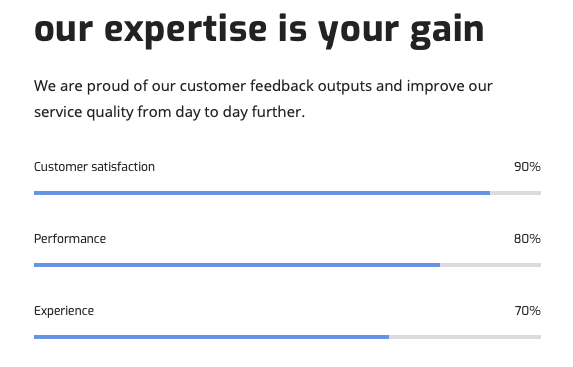 our expertise is your gain
We are proud of our customer feedback outputs and improve our
service quality from day to day further.
Customer satisfaction 90%
Performance 80%
Experience 70%